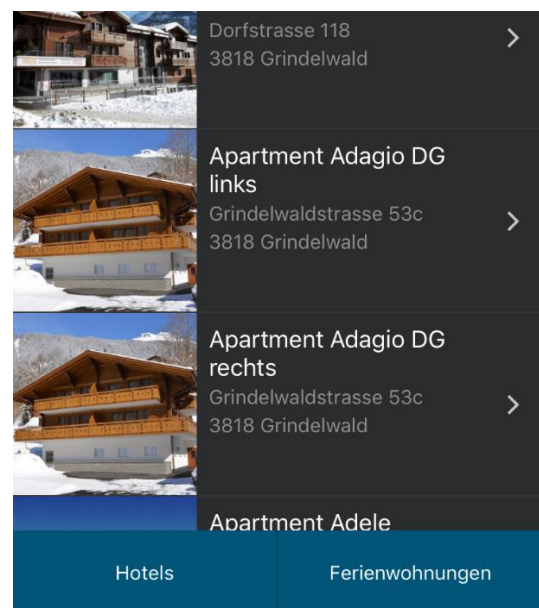 Dorfstrasse 118
3818 Grindelwald
Apartment Adagio DG
links
Grindelwaldstrasse 53c
3818 Grindelwald
Apartment Adagio DG
rechts
Grindelwaldstrasse 53c
3818 Grindelwald
Apartment Adele
Hotels
Ferienwohnungen